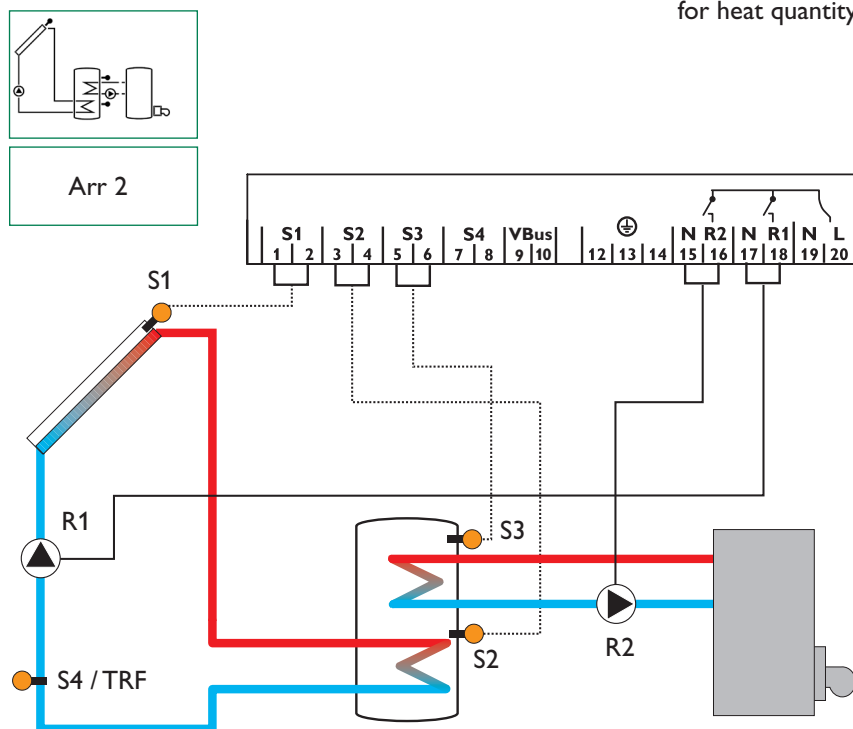 for heat quantity
Arr 2
S1 S2 S3 S4 VBus N R2 N R1 N L
1 2 3 4 5 6 7 8 9 10 12 13 14 15 16 17 18 19 20
S1
R1
S3
S2
R2
S4 / TRF